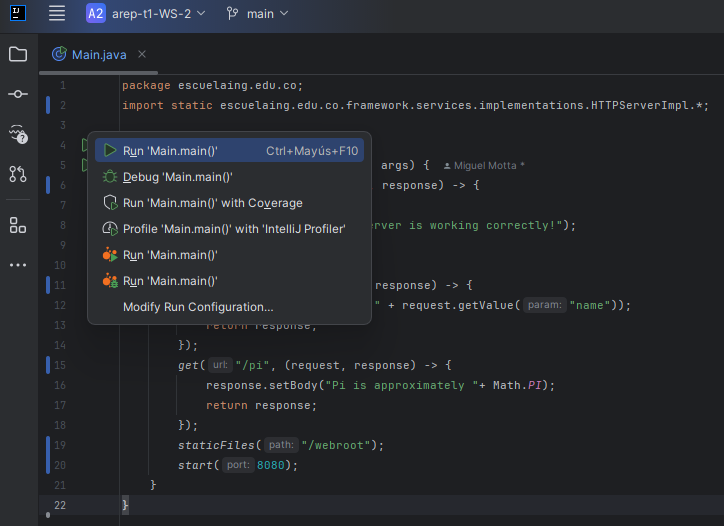 IJ
A2 arep-t1-WS-2 main
Main.java
1 package escuelaing.edu.co;
2 import static escuelaing.edu.co.framework.services.implementations.HTTPServerImpl.*;
3
4
Run 'Main.main()' Ctrl+Mayús+F10
5 args) { Miguel Motta *
Debug 'Main.main()'
6 response) -> {
Run 'Main.main()' with Coverage
7
8 erver is working correctly!");
Profile 'Main.main()' with 'IntelliJ Profiler'
9
Run 'Main.main()'
10
Run 'Main.main()'
11 response) -> {
Modify Run Configuration...
12 " + request.getValue( param: "name"));
13 return response;
14 });
15 get( url: "/pi", (request, response) -> {
16 response.setBody("Pi is approximately "+ Math.PI);
17 return response;
18 });
19 staticFiles( path: "/webroot");
20 start( port: 8080);
21 }
22 }